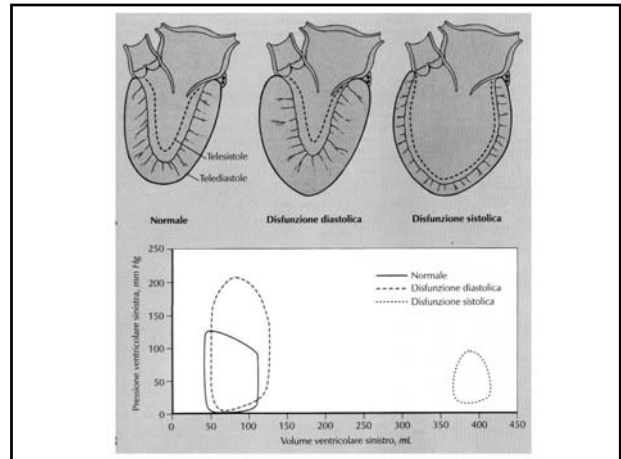 Telesistole
Telediastole
Normale
Disfunzione diastolica
Disfunzione sistolica
250
200
150
100
50
0
Pressione ventricolare sinistra, mm Hg
Normale
Disfunzione diastolica
Disfunzione sistolica
0 50 100 150 200 250 300 350 400 450
Volume ventricolare sinistro, mL